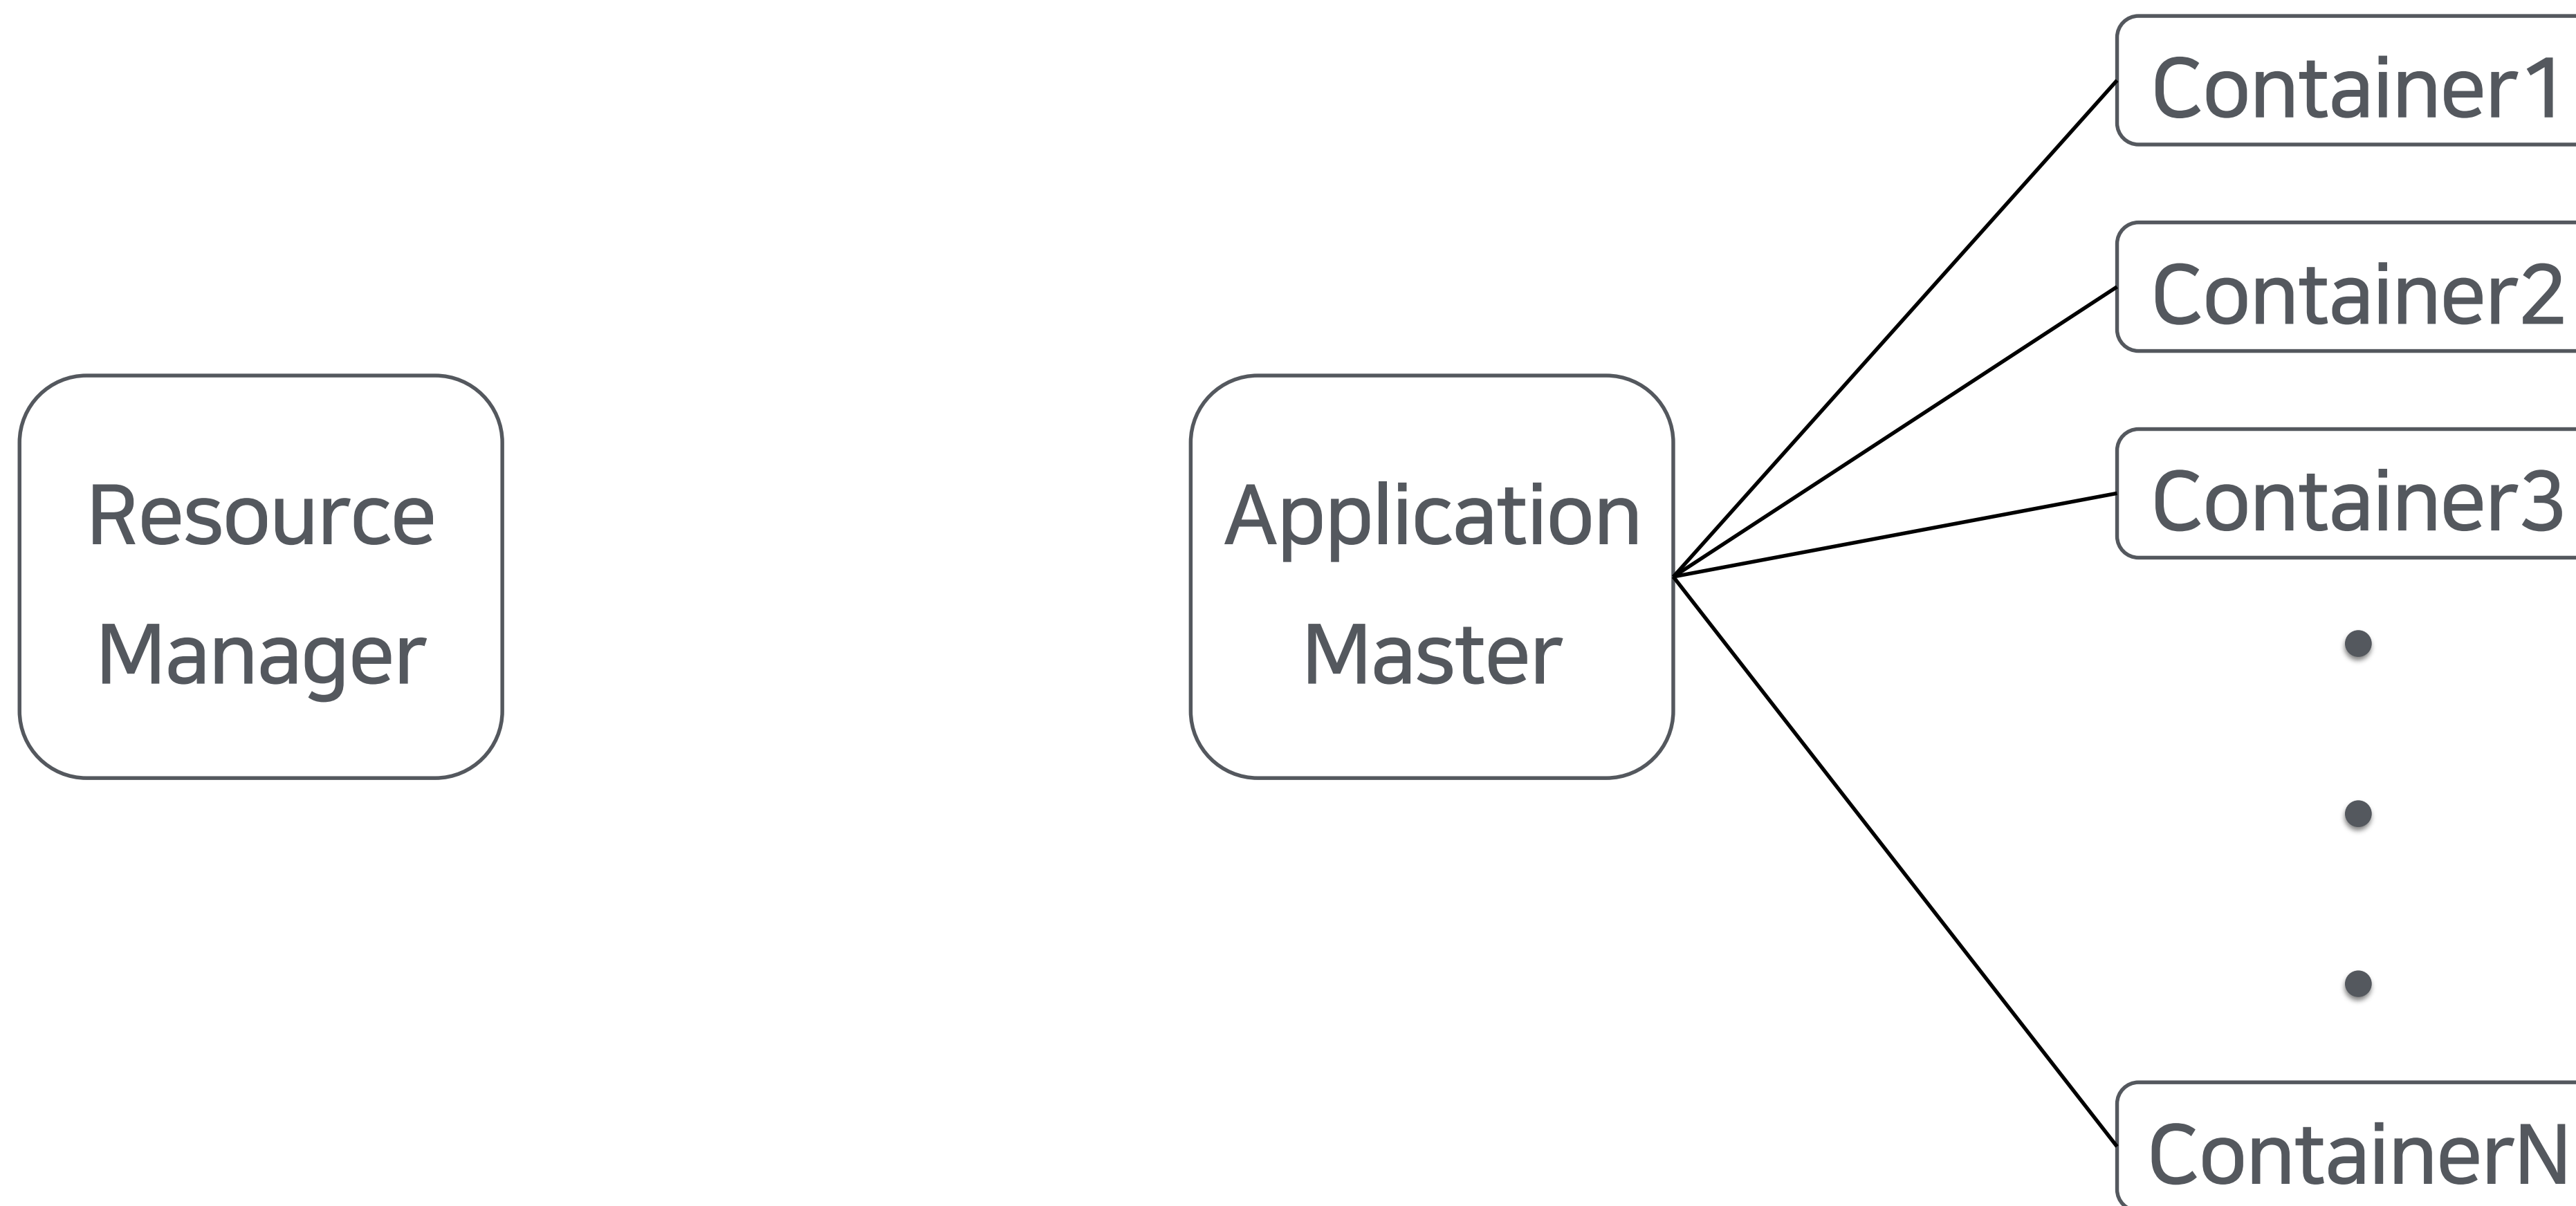 Resource
Manager
Application
Master
Container1
Container2
Container3
ContainerN